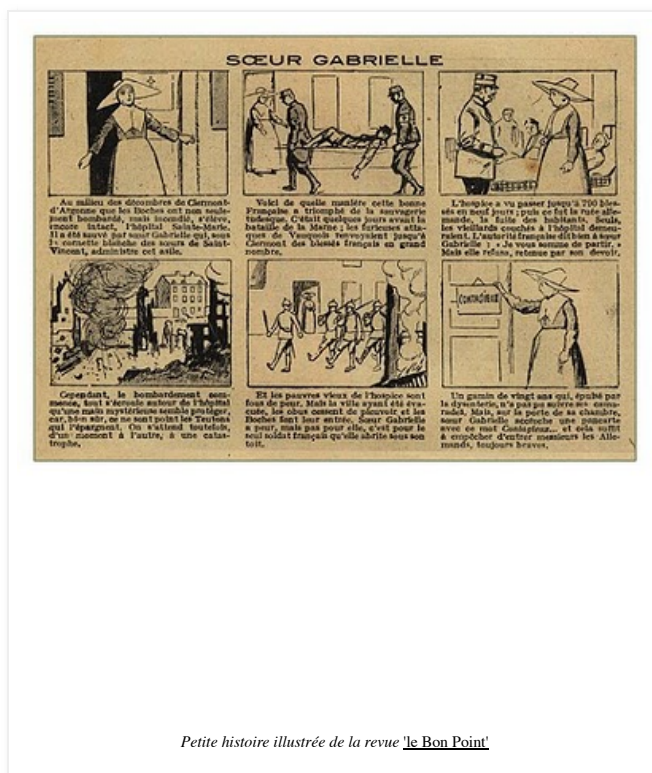 SŒUR GABRIELLE
Au milieu des décombres de Clermont-
d'Argonne que les Boches ont non seule-
ment bombardé, mais incendié, s'élève,
encore intact, l'hôpital Sainte-Marie.
Il a été sauvé par sœur Gabrielle qui, sous
la cornette blanche des sœurs de Saint-
Vincent, administre cet asile.
Voici de quelle manière cette bonne
Française a triomphé de la sauvagerie
tudesque. C'était quelques jours avant la
bataille de la Marne ; les furieuses atta-
ques de Vauquois renvoyaient jusqu'à
Clermont des blessés français en grand
nombre.
L'hospice a vu passer jusqu'à 700 bles-
sés en neuf jours ; puis ce fut la ruée alle-
mande, la fuite des habitants. Seuls,
les vieillards couchés à l'hôpital demeu-
raient. L'autorité française dit bien à sœur
Gabrielle : « Je vous somme de partir. »
Mais elle refusa, retenue par son devoir.
Cependant, le bombardement com-
mence, tout s'écroule autour de l'hôpital
qu'une main mystérieuse semble protéger,
car, bien sûr, ce ne sont point les Teutons
qui l'épargnent. On s'attend toutefois,
d'un moment à l'autre, à une catas-
trophe.
Et les pauvres vieux de l'hospice sont
fous de peur. Mais la ville ayant été éva-
cuée, les obus cessent de pleuvoir et les
Boches font leur entrée. Sœur Gabrielle
a peur, mais pas pour elle, c'est pour le
seul soldat français qu'elle abrite sous son
toit.
CONTAGIEUX
Un gamin de vingt ans qui, épuisé par
la dysenterie, n'a pas pu suivre ses cama-
rades. Mais, sur la porte de sa chambre,
sœur Gabrielle accroche une pancarte
avec ce mot Contagieux... et cela suffit
à empêcher d'entrer messieurs les Alle-
mands, toujours braves.
Petite histoire illustrée de la revue 'le Bon Point'